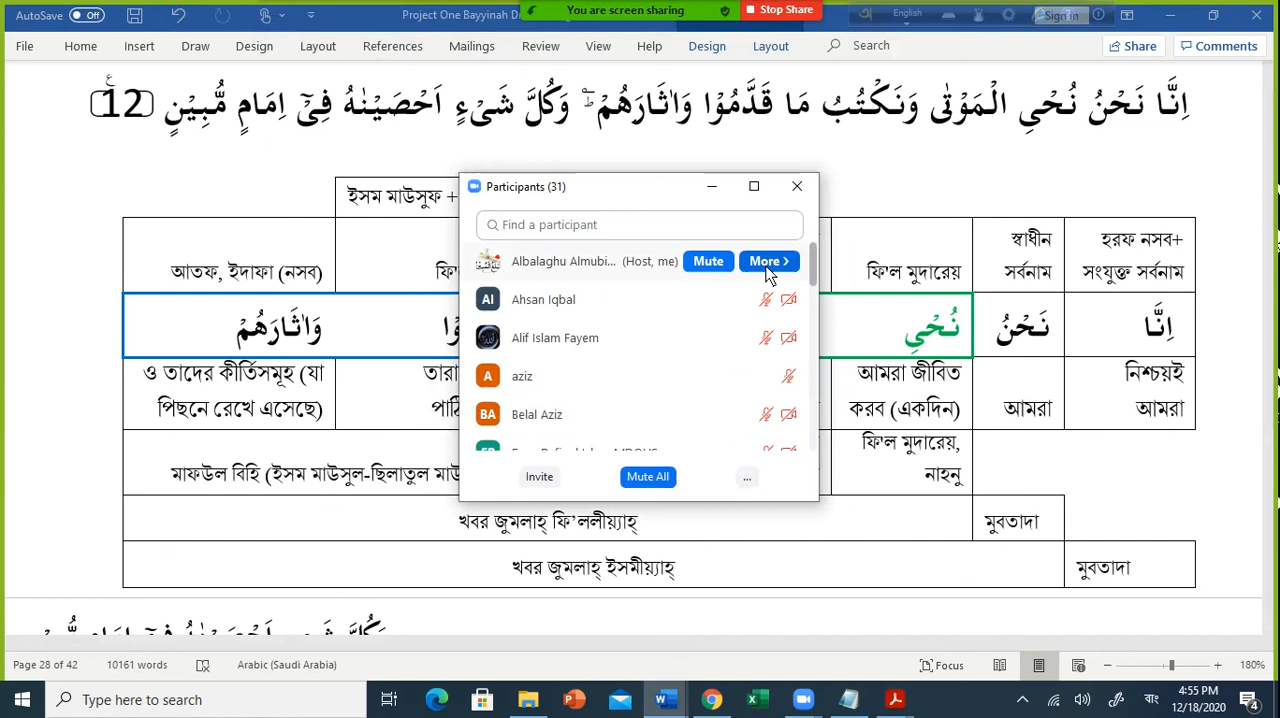 AutoSave Off
Project One Bayyinah Di
You are screen sharing
Stop Share
English
Sign in
File Home Insert Draw Design Layout References Mailings Review View Help Design Layout Search Share Comments
اِنَّا نَحْنُ نُحْيِ الْمَوْتٰى وَنَكْتُبُ مَا قَدَّمُوْا وَاٰثَارَهُمْ ؕ وَكُلَّ شَىْءٍ اَحْصَيْنٰهُ فِىْۤ اِمَامٍ مُّبِيْنٍ 12 ع
ইসম মাউসুফ +
হরফ নসব+
সংযুক্ত সর্বনাম
স্বাধীন
সর্বনাম
ফি'ল মুদারেয়
ফি'
আতফ, ইদাফা (নসব)
اِنَّا
نَحْنُ
نُحْيِ
وْا
وَاٰثَارَهُمْ
নিশ্চয়ই
আমরা
আমরা
আমরা জীবিত
করব (একদিন)
তারা
পাঠি
ও তাদের কীর্তিসমূহ (যা
পিছনে রেখে এসেছে)
ফি'ল মুদারেয়,
নাহনু
মাফউল বিহি (ইসম মাউসুল-ছিলাতুল মাউ
মুবতাদা
খবর জুমলাহ্ ফি'ললীয়্যাহ্
মুবতাদা
খবর জুমলাহ্ ইসমীয়্যাহ্
Participants (31)
Find a participant
Albalaghu Almubi... (Host, me) Mute More >
AI Ahsan Iqbal
Alif Islam Fayem
A aziz
BA Belal Aziz
Invite Mute All ...
Page 28 of 42 10161 words Arabic (Saudi Arabia) Focus 180%
Type here to search
বাং
4:55 PM
12/18/2020
4